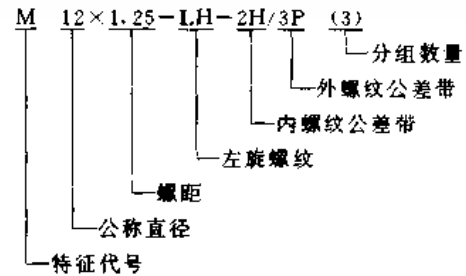 M 12×1.25-LH-2H/3P (3)
分组数量
外螺纹公差带
内螺纹公差带
左旋螺纹
螺距
公称直径
特征代号